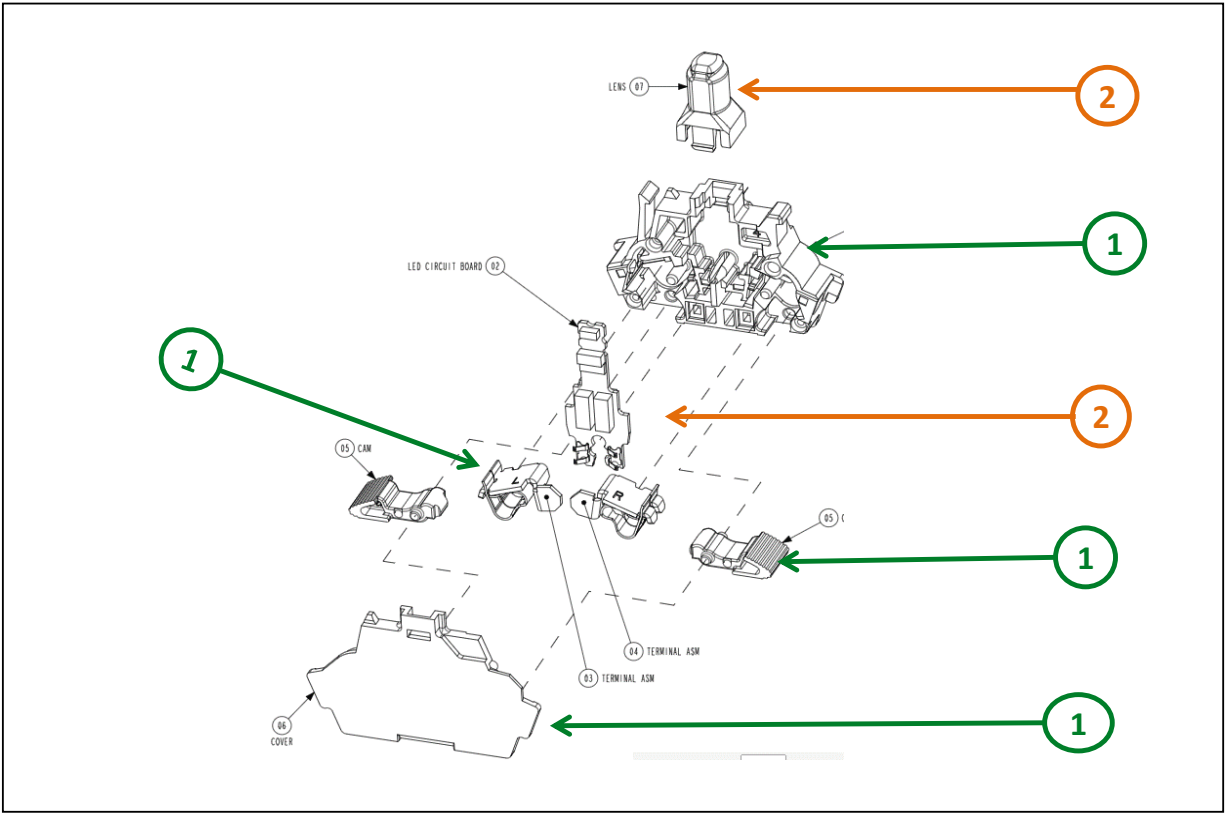 LENS 07
2
4
1
LED CIRCUIT BOARD 02
1
2
05 CAM
L
R
05 C
1
04 TERMINAL ASM
03 TERMINAL ASM
06
COVER
1